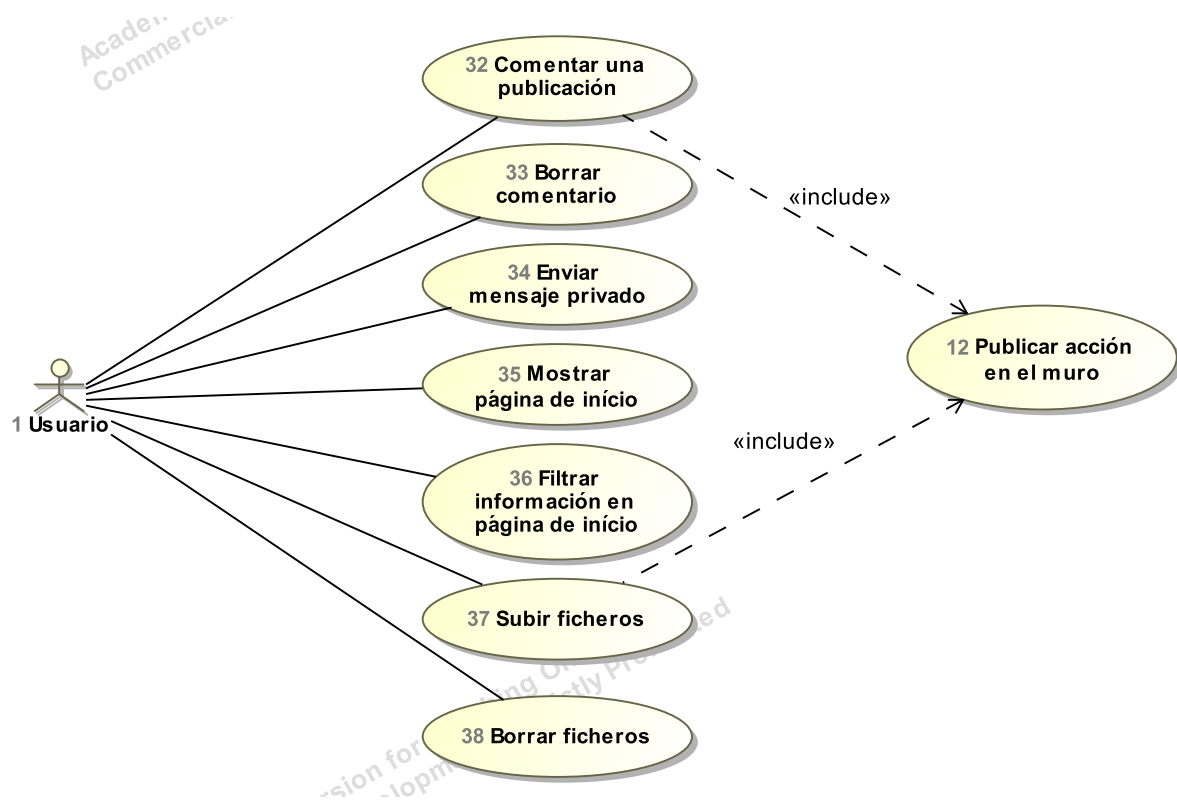 32 Comentar una
publicación
33 Borrar
comentario
«include»
34 Enviar
mensaje privado
12 Publicar acción
en el muro
35 Mostrar
página de início
1 Usuario
«include»
36 Filtrar
información en
página de início
37 Subir ficheros
38 Borrar ficheros